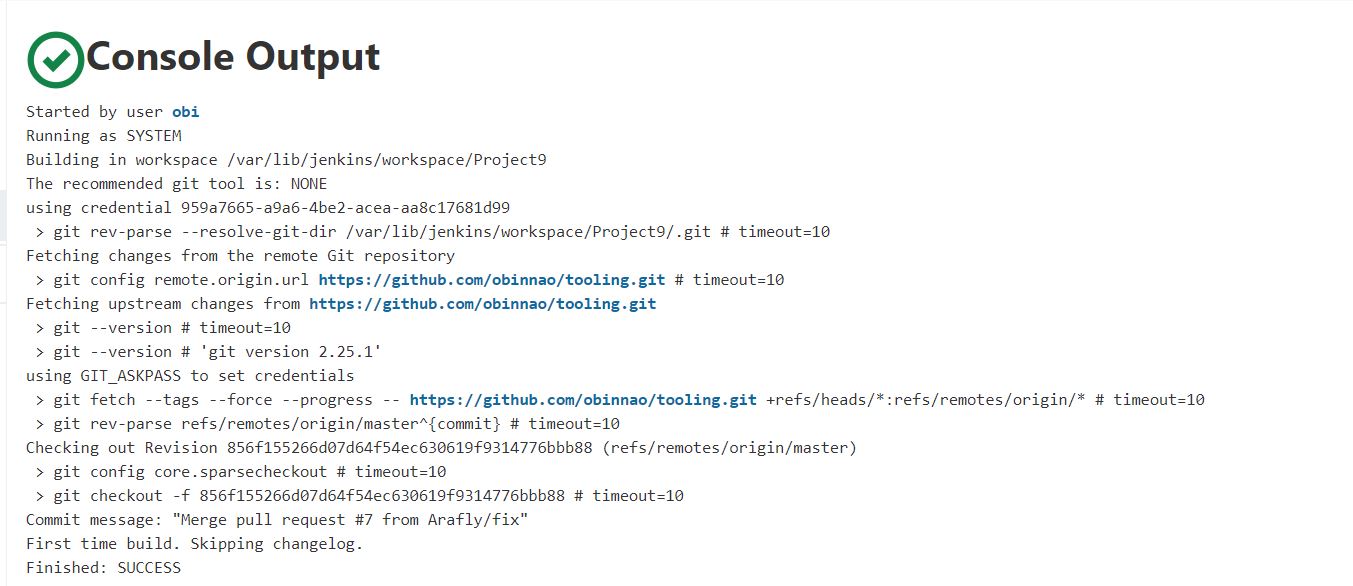 Console Output
Started by user obi
Running as SYSTEM
Building in workspace /var/lib/jenkins/workspace/Project9
The recommended git tool is: NONE
using credential 959a7665-a9a6-4be2-acea-aa8c17681d99
> git rev-parse --resolve-git-dir /var/lib/jenkins/workspace/Project9/.git # timeout=10
Fetching changes from the remote Git repository
> git config remote.origin.url https://github.com/obinnao/tooling.git # timeout=10
Fetching upstream changes from https://github.com/obinnao/tooling.git
> git --version # timeout=10
> git --version # 'git version 2.25.1'
using GIT_ASKPASS to set credentials
> git fetch --tags --force --progress -- https://github.com/obinnao/tooling.git +refs/heads/*:refs/remotes/origin/* # timeout=10
> git rev-parse refs/remotes/origin/master^{commit} # timeout=10
Checking out Revision 856f155266d07d64f54ec630619f9314776bbb88 (refs/remotes/origin/master)
> git config core.sparsecheckout # timeout=10
> git checkout -f 856f155266d07d64f54ec630619f9314776bbb88 # timeout=10
Commit message: "Merge pull request #7 from Arafly/fix"
First time build. Skipping changelog.
Finished: SUCCESS